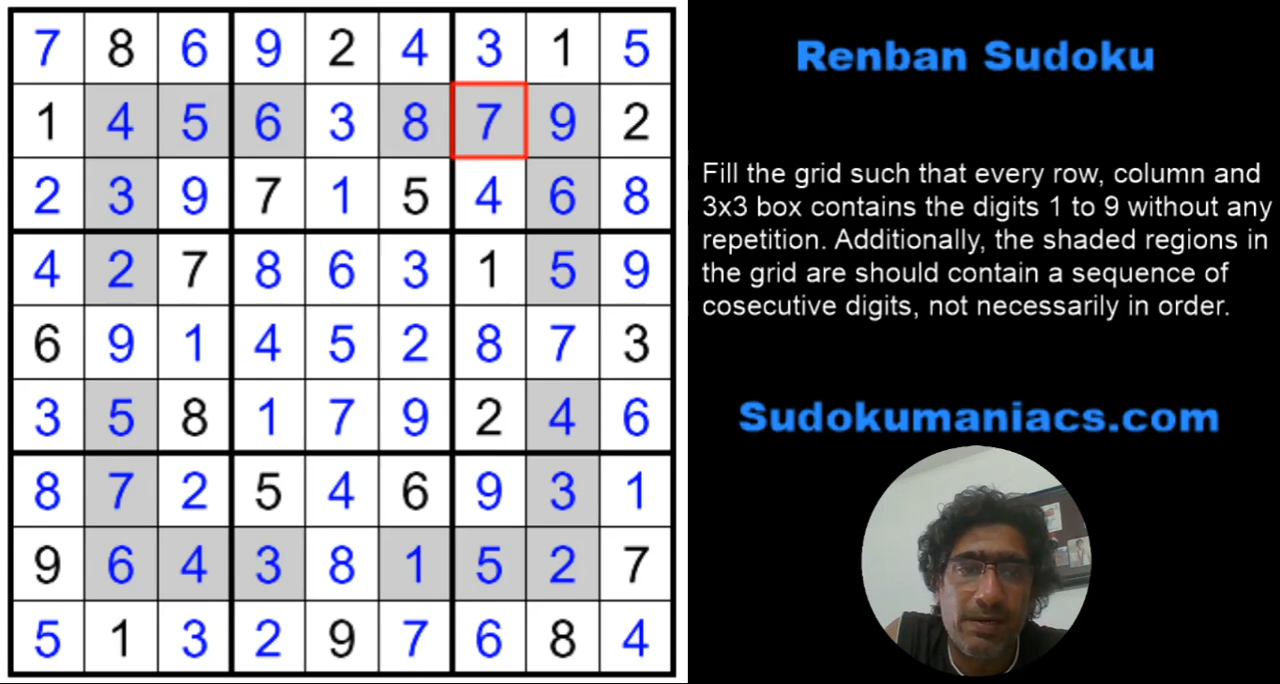 7 8 6 9 2 4 3 1 5
1 4 5 6 3 8 7 9 2
2 3 9 7 1 5 4 6 8
4 2 7 8 6 3 1 5 9
6 9 1 4 5 2 8 7 3
3 5 8 1 7 9 2 4 6
8 7 2 5 4 6 9 3 1
9 6 4 3 8 1 5 2 7
5 1 3 2 9 7 6 8 4
Renban Sudoku
Fill the grid such that every row, column and
3x3 box contains the digits 1 to 9 without any
repetition. Additionally, the shaded regions in
the grid are should contain a sequence of
cosecutive digits, not necessarily in order.
Sudokumaniacs.com